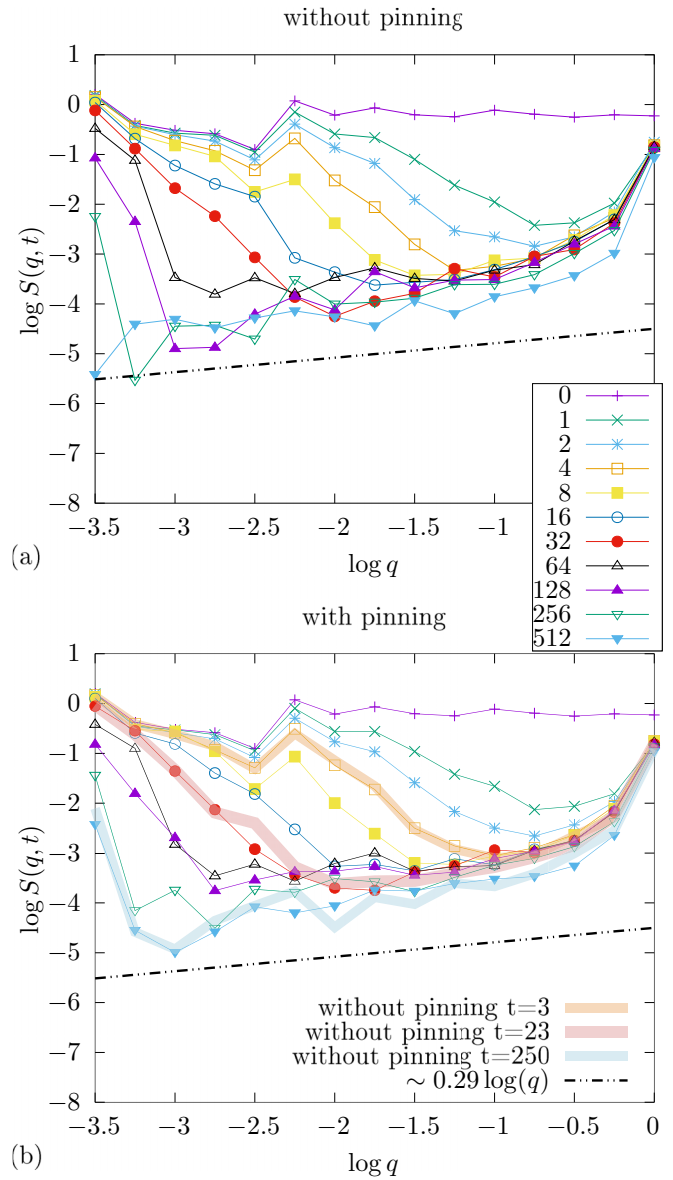 without pinning
1
0
−1
−2
−3
−4
−5
−6
−7
−8
log S(q, t)
−3.5 −3 −2.5 −2 −1.5 −1
log q
(a)
0
1
2
4
8
16
32
64
128
256
512
with pinning
1
0
−1
−2
−3
−4
−5
−6
−7
−8
log S(q, t)
without pinning t=3
without pinning t=23
without pinning t=250
∼ 0.29 log(q)
−3.5 −3 −2.5 −2 −1.5 −1 −0.5 0
log q
(b)